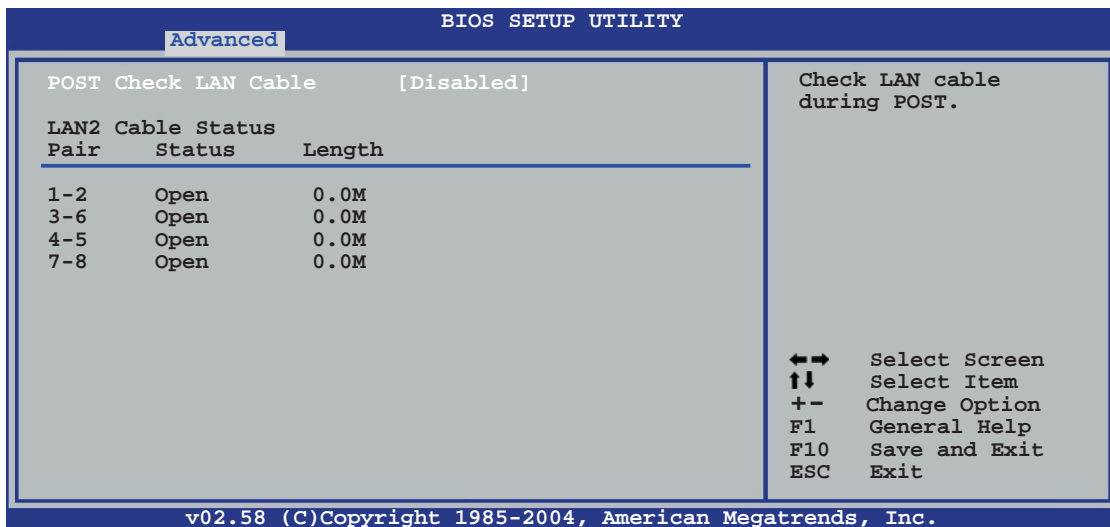 BIOS SETUP UTILITY
Advanced
POST Check LAN Cable [Disabled]
LAN2 Cable Status
Pair Status Length
1-2 Open 0.0M
3-6 Open 0.0M
4-5 Open 0.0M
7-8 Open 0.0M
Check LAN cable
during POST.
←→ Select Screen
↑↓ Select Item
+- Change Option
F1 General Help
F10 Save and Exit
ESC Exit
v02.58 (C)Copyright 1985-2004, American Megatrends, Inc.